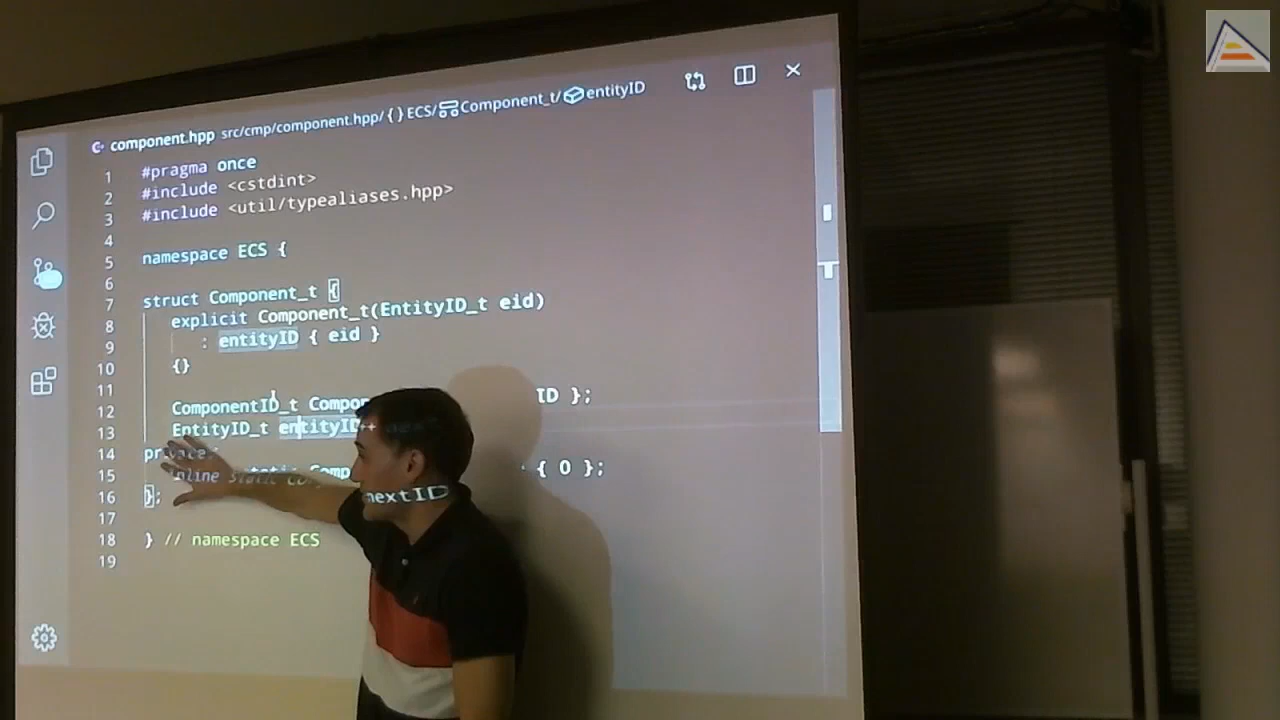 component.hpp src/cmp/component.hpp/{}ECS/Component_t/entityID
1 #pragma once
2 #include <cstdint>
3 #include <util/typealiases.hpp>
4
5 namespace ECS {
6
7 struct Component_t {
8 explicit Component_t(EntityID_t eid)
9 : entityID { eid }
10 {}
11
12 ComponentID_t ID };
13 EntityID_t entityID
14
15 inline static { 0 };
nextID
16 };
17
18 } // namespace ECS
19